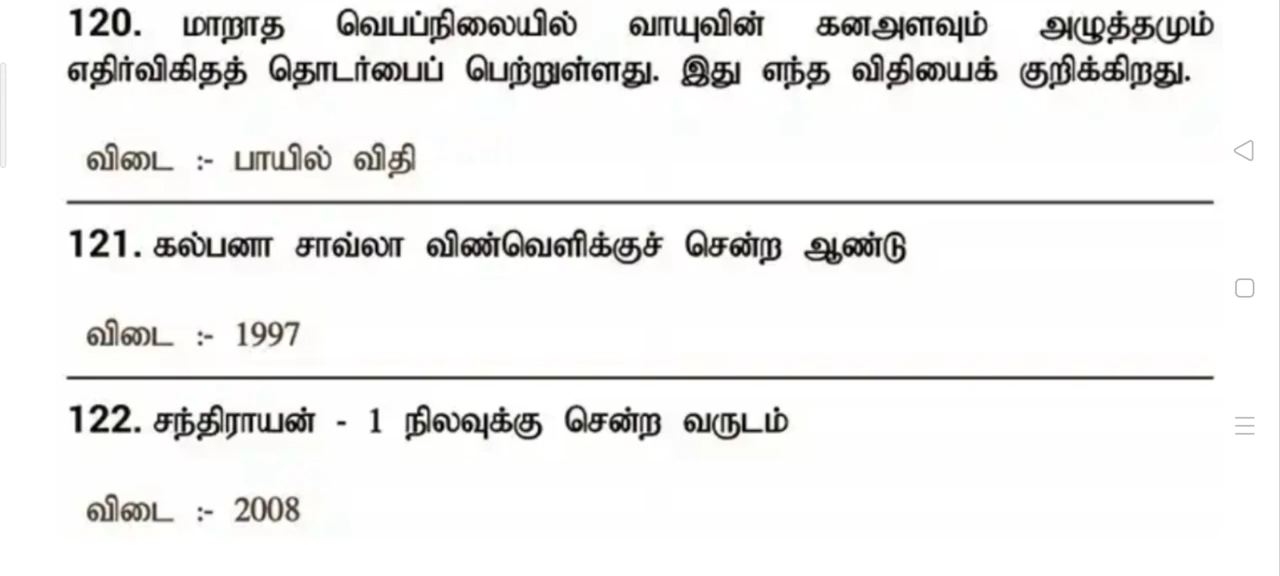 120. மாறாத வெபப்நிலையில் வாயுவின் கனஅளவும் அழுத்தமும்
எதிர்விகிதத் தொடர்பைப் பெற்றுள்ளது. இது எந்த விதியைக் குறிக்கிறது.
விடை :- பாயில் விதி
121. கல்பனா சாவ்லா விண்வெளிக்குச் சென்ற ஆண்டு
விடை :- 1997
122. சந்திராயன் - 1 நிலவுக்கு சென்ற வருடம்
விடை :- 2008